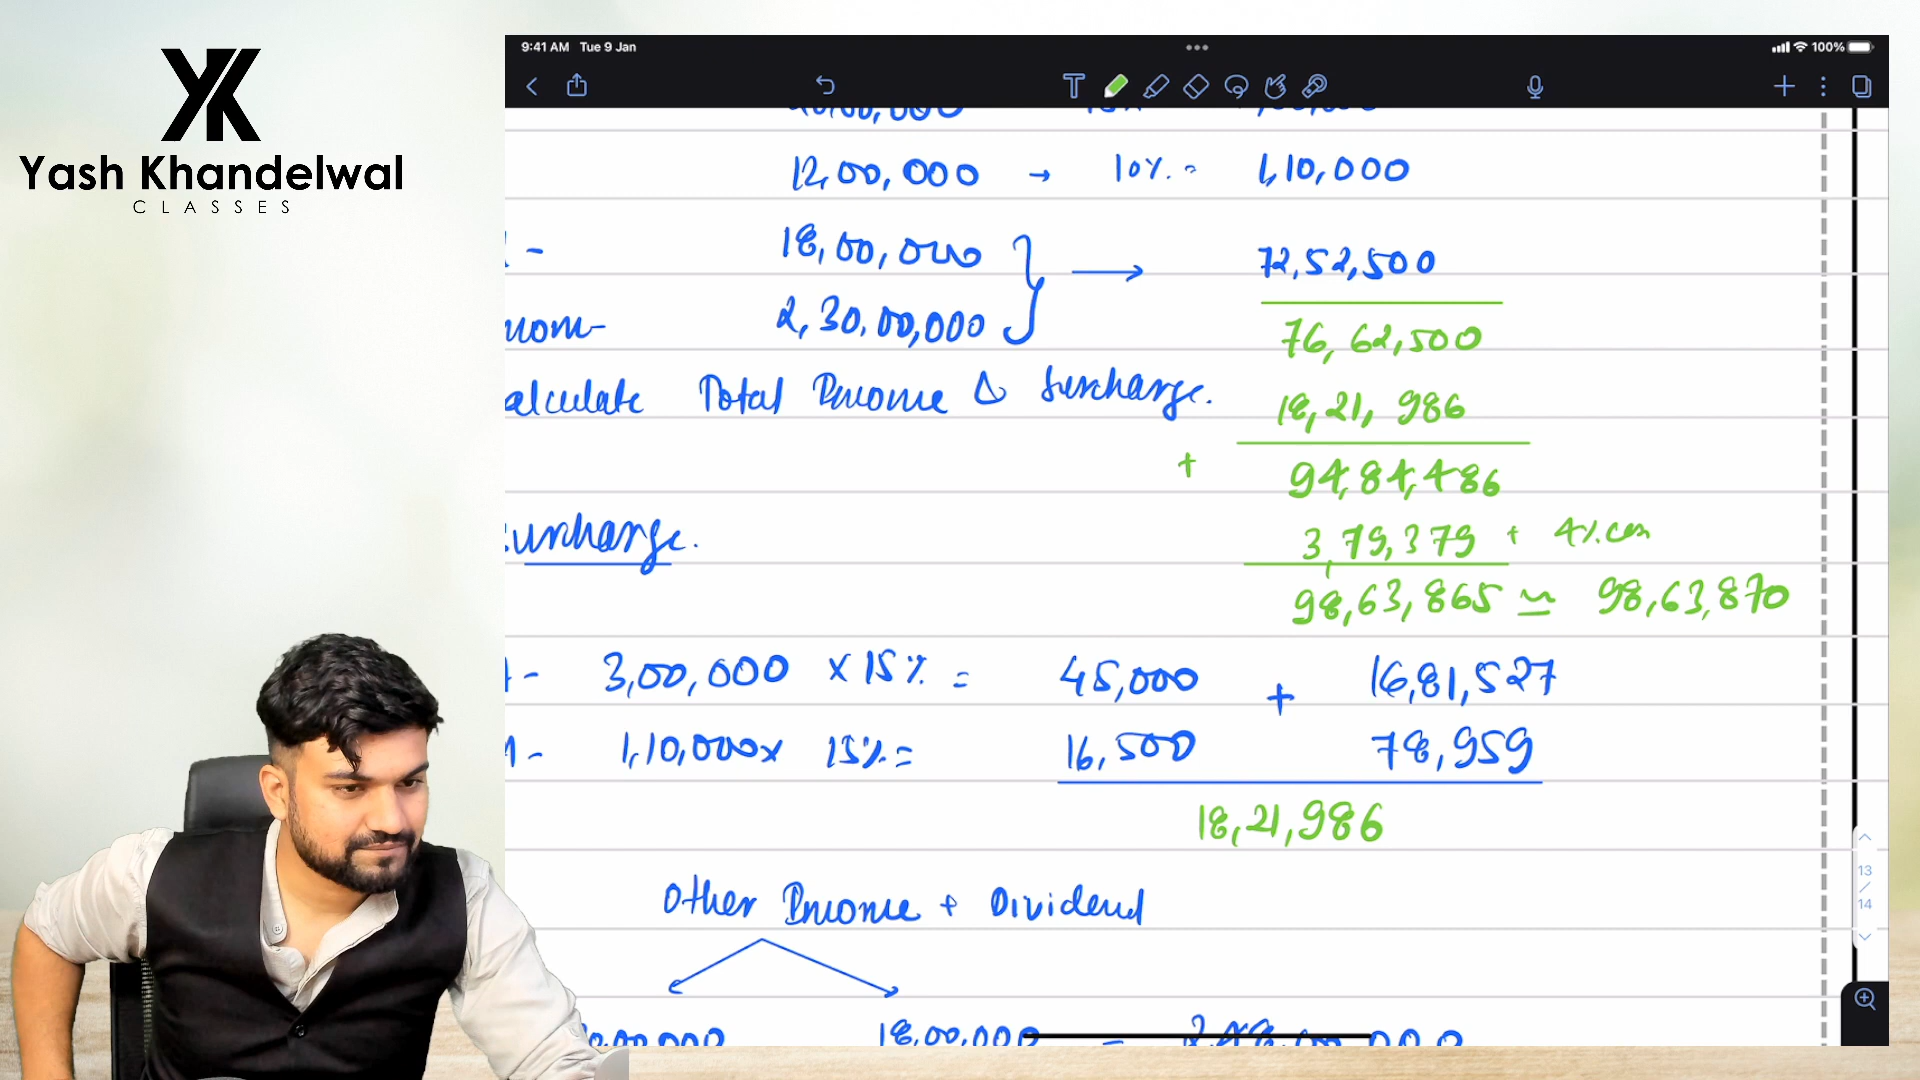 Yash Khandelwal
CLASSES
9:41 AM Tue 9 Jan
100%
12,00,000 → 10% = 1,10,000
18,00,000 → 72,52,500
2,30,00,000
76,62,500
alculate Total Income & Surcharge.
18,21,986
+ 94,84,486
urcharge.
3,79,379 + 4% cess
98,63,865 ≃ 98,63,870
3,00,000 x 15% = 45,000 + 16,81,527
1,10,000 x 15% = 16,500 78,959
18,21,986
13
/
14
Other Income + Dividend
18,00,000 =